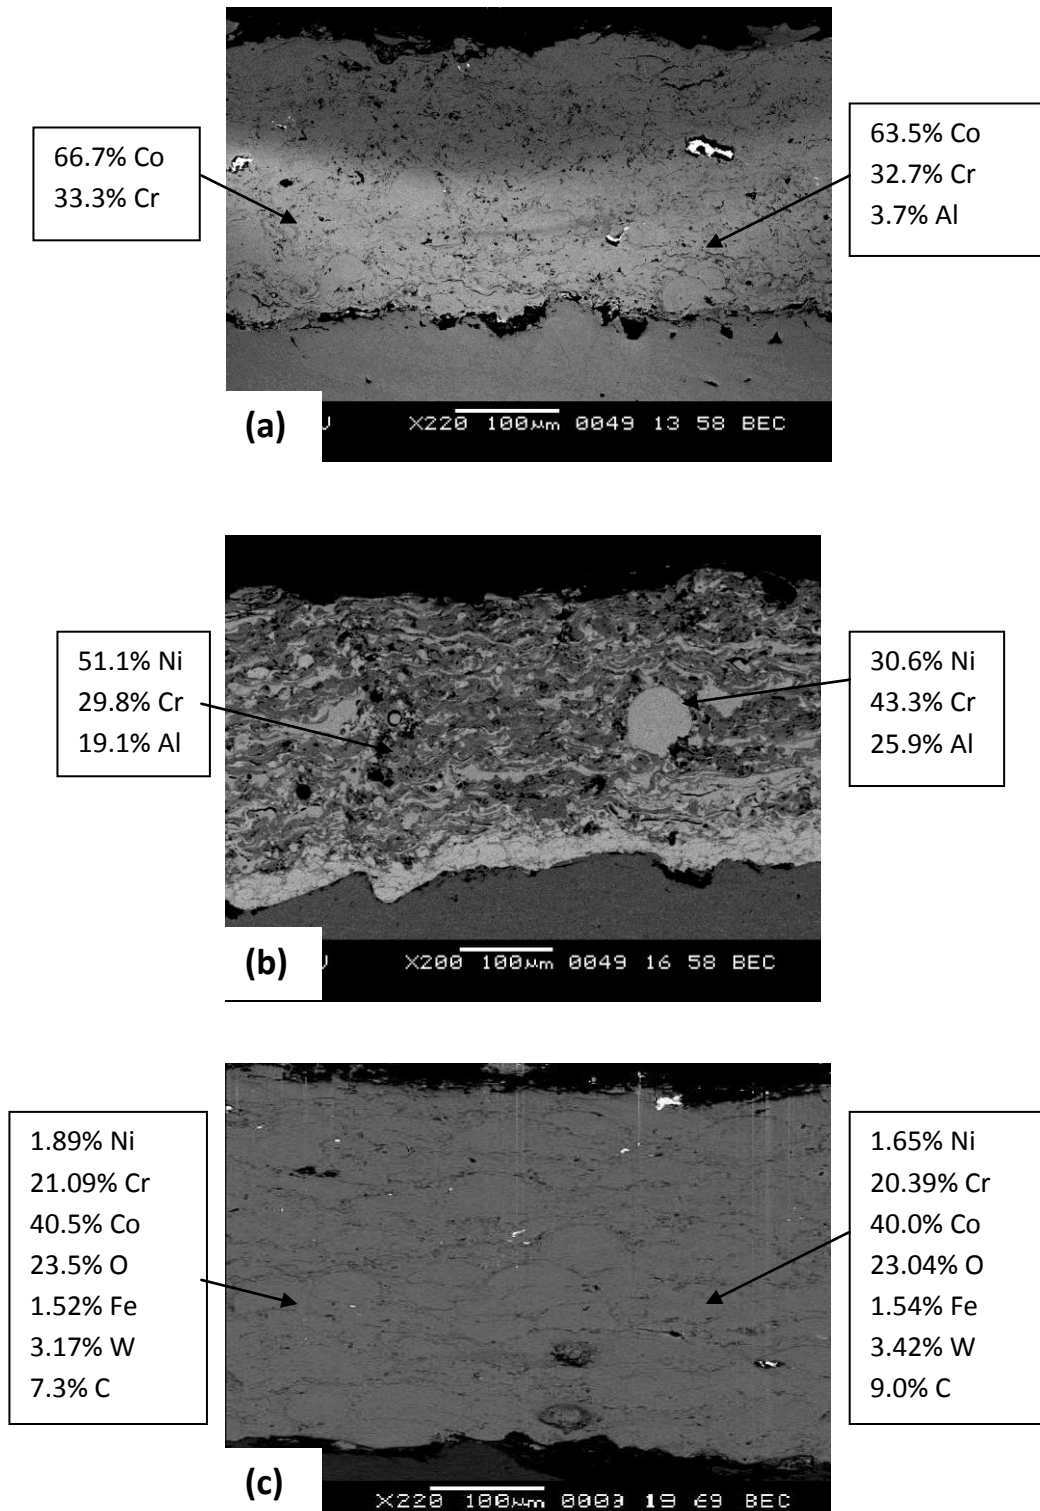 66.7% Co
33.3% Cr
63.5% Co
32.7% Cr
3.7% Al
(a)
X220 100µm 0049 13 58 BEC
51.1% Ni
29.8% Cr
19.1% Al
30.6% Ni
43.3% Cr
25.9% Al
(b)
X200 100µm 0049 16 58 BEC
1.89% Ni
21.09% Cr
40.5% Co
23.5% O
1.52% Fe
3.17% W
7.3% C
1.65% Ni
20.39% Cr
40.0% Co
23.04% O
1.54% Fe
3.42% W
9.0% C
(c)
X220 100µm BEC